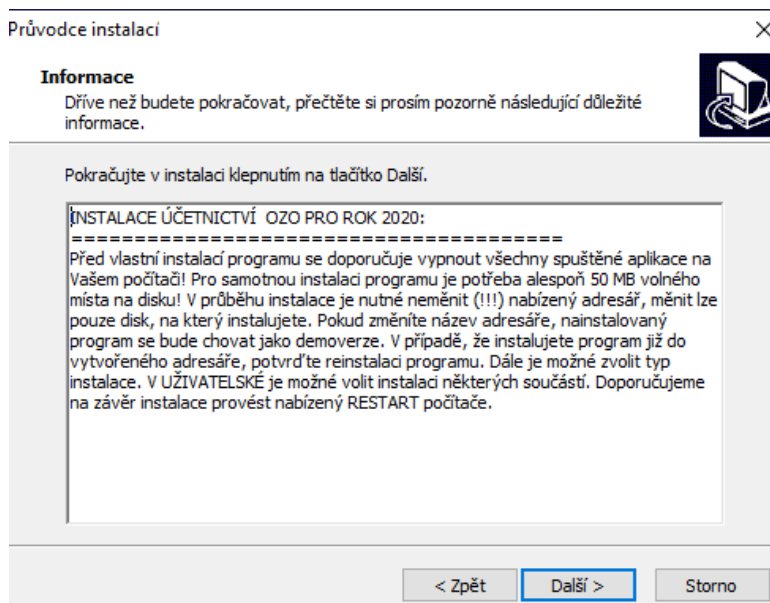 Průvodce instalací
Informace
Dříve než budete pokračovat, přečtěte si prosím pozorně následující důležité
informace.
Pokračujte v instalaci klepnutím na tlačítko Další.
INSTALACE ÚČETNICTVÍ  OZO PRO ROK 2020:
=======================================
Před vlastní instalací programu se doporučuje vypnout všechny spuštěné aplikace na
Vašem počítači! Pro samotnou instalaci programu je potřeba alespoň 50 MB volného
místa na disku! V průběhu instalace je nutné neměnit (!!!) nabízený adresář, měnit lze
pouze disk, na který instalujete. Pokud změníte název adresáře, nainstalovaný
program se bude chovat jako demoverze. V případě, že instalujete program již do
vytvořeného adresáře, potvrďte reinstalaci programu. Dále je možné zvolit typ
instalace. V UŽIVATELSKÉ je možné volit instalaci některých součástí. Doporučujeme
na závěr instalace provést nabízený RESTART počítače.
< Zpět Další > Storno